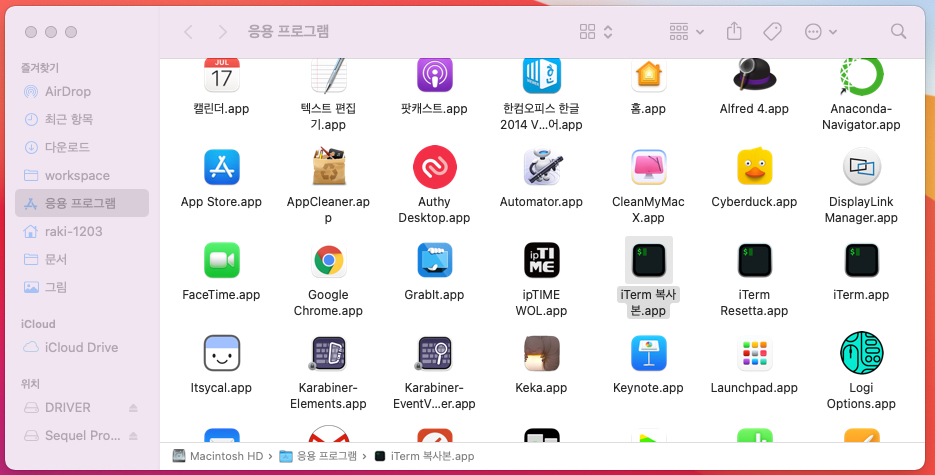 응용 프로그램
즐겨찾기
AirDrop
최근 항목
다운로드
workspace
응용 프로그램
raki-1203
문서
그림
iCloud
iCloud Drive
위치
DRIVER
Sequel Pro...
JUL
17
캘린더.app
텍스트 편집
기.app
팟캐스트.app
한컴오피스 한글
2014 V...어.app
홈.app
Alfred 4.app
Anaconda-
Navigator.app
App Store.app
AppCleaner.ap
p
Authy
Desktop.app
Automator.app
CleanMyMac
X.app
Cyberduck.app
DisplayLink
Manager.app
FaceTime.app
Google
Chrome.app
GrabIt.app
ipTIME
ipTIME
WOL.app
$
iTerm 복사
본.app
$
iTerm
Resetta.app
$
iTerm.app
Itsycal.app
Karabiner-
Elements.app
Karabiner-
EventV...er.app
Keka.app
Keynote.app
Launchpad.app
Logi
Options.app
Macintosh HD › 응용 프로그램 › iTerm 복사본.app